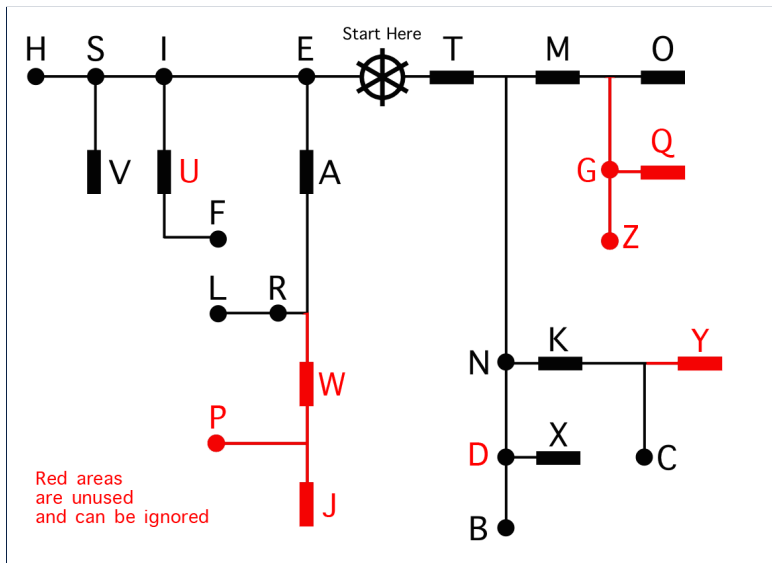 Start Here
H S I E T M O
V U A G Q
F Z
L R
N K Y
W
P D X C
J B
Red areas
are unused
and can be ignored